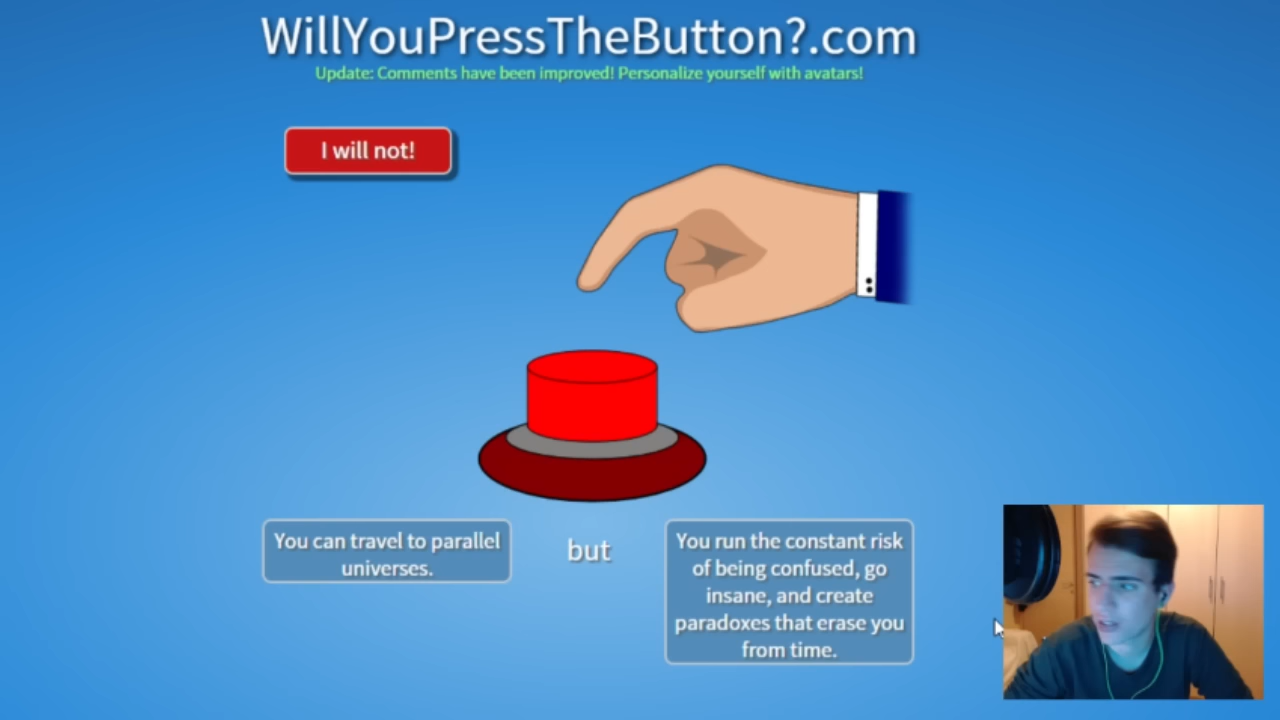 WillYouPressTheButton?.com
Update: Comments have been improved! Personalize yourself with avatars!
I will not!
You can travel to parallel
universes.
but
You run the constant risk
of being confused, go
insane, and create
paradoxes that erase you
from time.